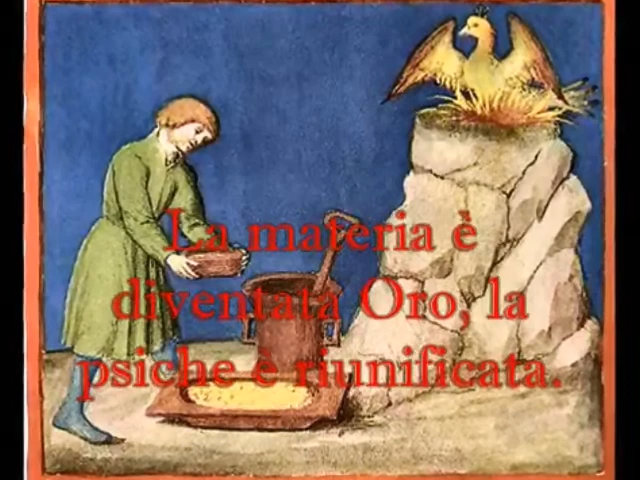 La materia è
diventata Oro, la
psiche è riunificata.